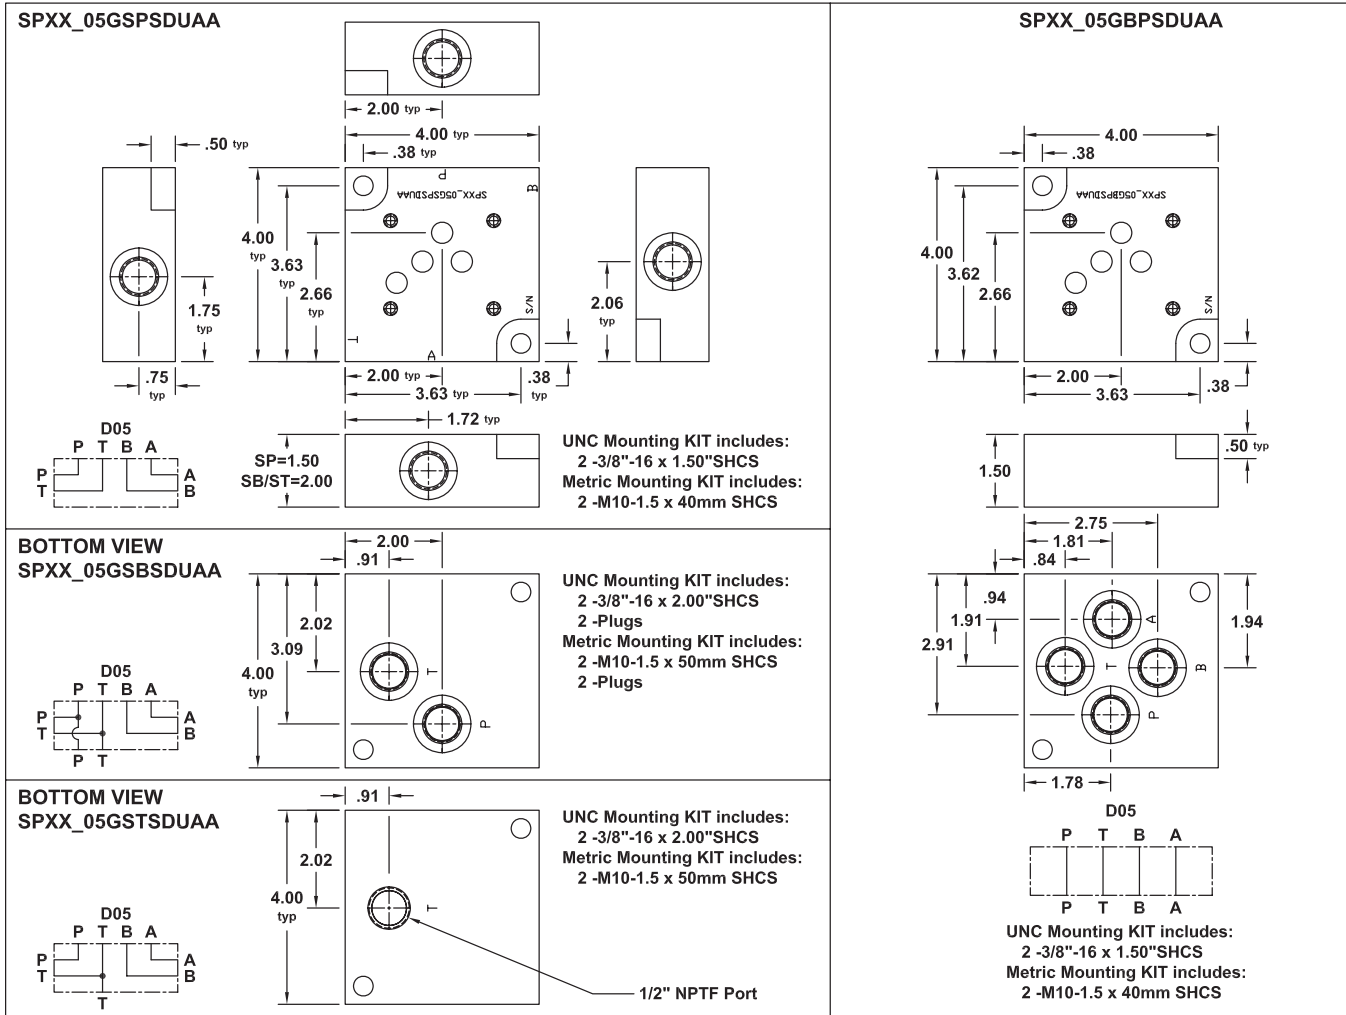 SPXX_05GSPSDUAA
2.00 typ
4.00 typ
.38 typ
.50 typ
P
B
SPXX_05GSPSDUAA
4.00
typ
3.63
typ
2.66
typ
1.75
typ
.75
typ
T
A
S/N
2.06
typ
2.00 typ
3.63 typ
.38
typ
1.72 typ
SP=1.50
SB/ST=2.00
D05
P T B A
P
T
A
B
UNC Mounting KIT includes:
2 -3/8"-16 x 1.50"SHCS
Metric Mounting KIT includes:
2 -M10-1.5 x 40mm SHCS
BOTTOM VIEW
SPXX_05GSBSDUAA
2.00
.91
2.02
3.09
4.00
typ
T
P
D05
P T B A
P
T
A
B
P T
UNC Mounting KIT includes:
2 -3/8"-16 x 2.00"SHCS
2 -Plugs
Metric Mounting KIT includes:
2 -M10-1.5 x 50mm SHCS
2 -Plugs
BOTTOM VIEW
SPXX_05GSTSDUAA
.91
2.02
4.00
typ
T
D05
P T B A
P
T
A
B
T
UNC Mounting KIT includes:
2 -3/8"-16 x 2.00"SHCS
Metric Mounting KIT includes:
2 -M10-1.5 x 50mm SHCS
1/2" NPTF Port
SPXX_05GBPSDUAA
4.00
.38
SPXX_05GBPSDUAA
4.00
3.62
2.66
S/N
2.00
3.63
.38
.50 typ
1.50
2.75
1.81
.84
.94
1.91
2.91
1.94
A
T
B
P
1.78
D05
P T B A
P T B A
UNC Mounting KIT includes:
2 -3/8"-16 x 1.50"SHCS
Metric Mounting KIT includes:
2 -M10-1.5 x 40mm SHCS